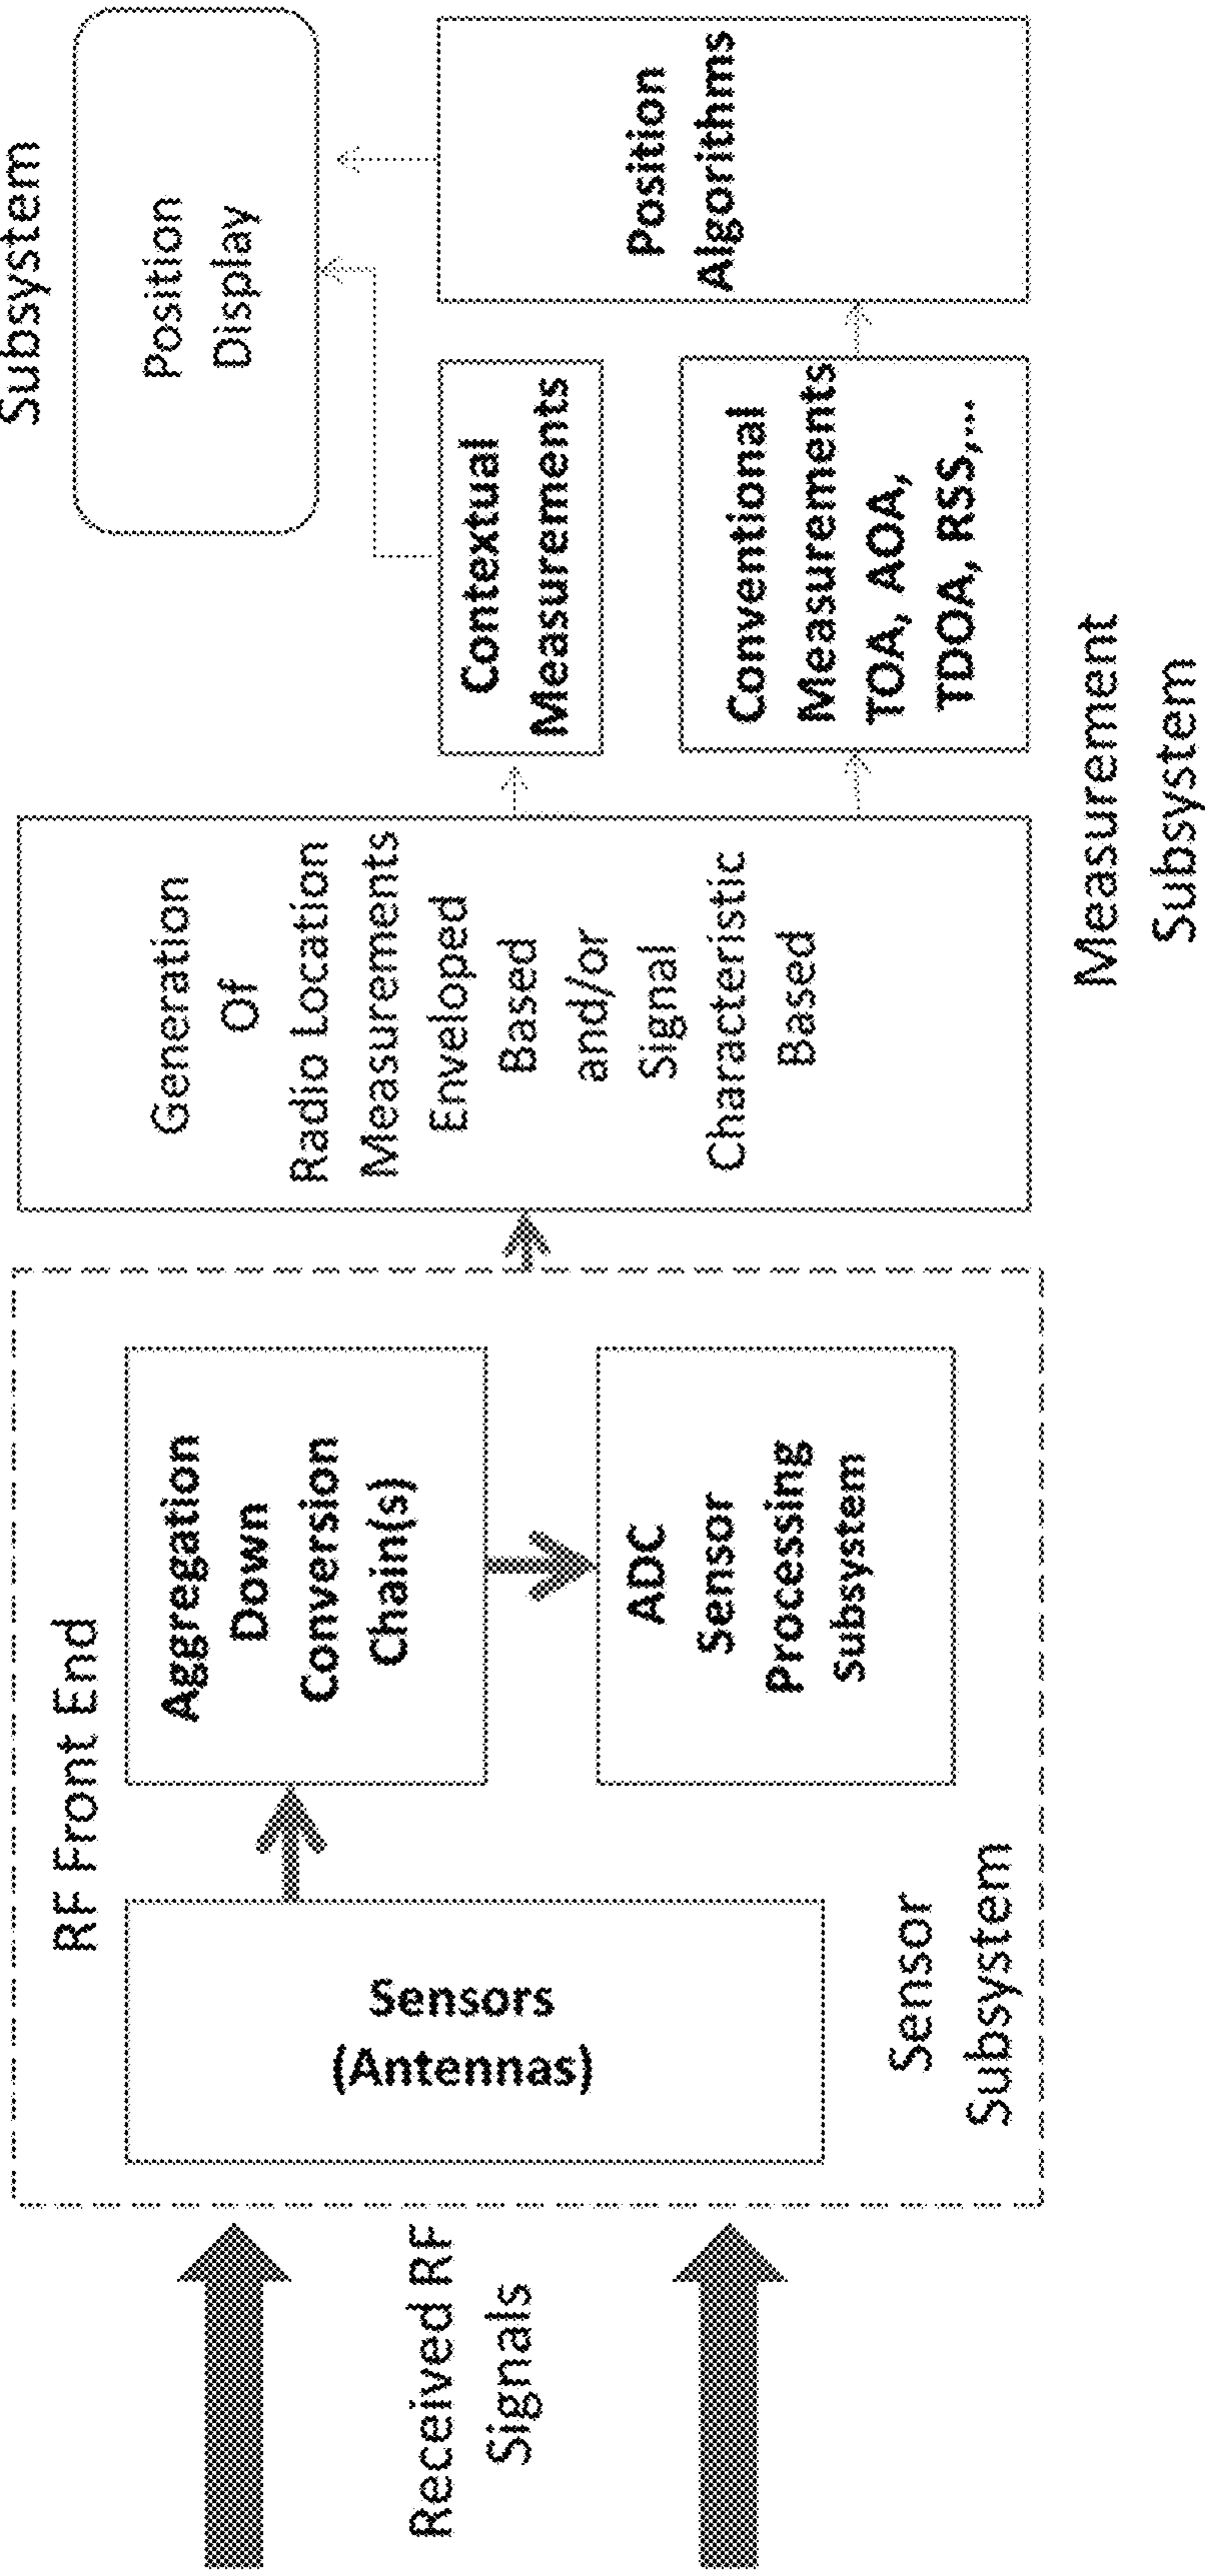 Received RF
Signals
RF Front End
Sensors
(Antennas)
Sensor
Subsystem
Aggregation
Down
Conversion
Chain(s)
ADC
Sensor
Processing
Subsystem
Generation
Of
Radio Location
Measurements
Enveloped
Based
and/or
Signal
Characteristic
Based
Measurement
Subsystem
Contextual
Measurements
Conventional
Measurements
TOA, AOA,
TDOA, RSS,...
Subsystem
Position
Display
Position
Algorithms